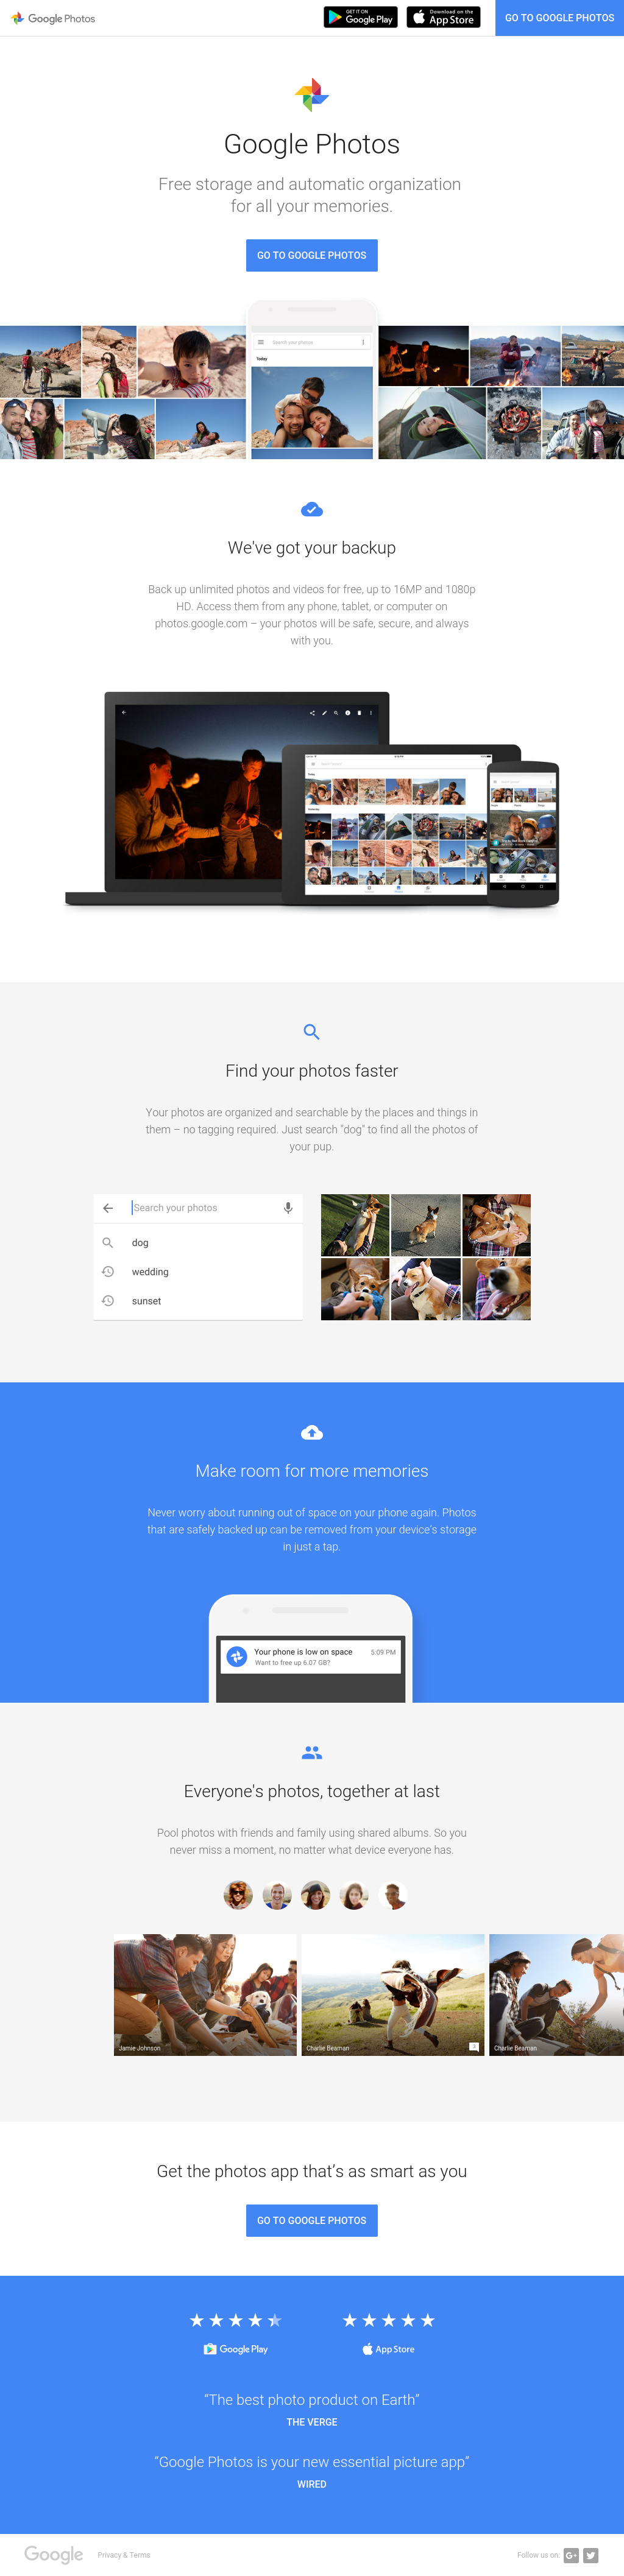 Google Photos
GET IT ON
Google Play
Download on the
App Store
GO TO GOOGLE PHOTOS
Google Photos
Free storage and automatic organization
for all your memories.
GO TO GOOGLE PHOTOS
Search your photos
Today
We've got your backup
Back up unlimited photos and videos for free, up to 16MP and 1080p
HD. Access them from any phone, tablet, or computer on
photos.google.com – your photos will be safe, secure, and always
with you.
Find your photos faster
Your photos are organized and searchable by the places and things in
them – no tagging required. Just search "dog" to find all the photos of
your pup.
Search your photos
dog
wedding
sunset
Make room for more memories
Never worry about running out of space on your phone again. Photos
that are safely backed up can be removed from your device's storage
in just a tap.
Your phone is low on space 5:09 PM
Want to free up 6.07 GB?
Everyone's photos, together at last
Pool photos with friends and family using shared albums. So you
never miss a moment, no matter what device everyone has.
Jamie Johnson
Charlie Beaman
Charlie Beaman
Get the photos app that's as smart as you
GO TO GOOGLE PHOTOS
Google Play
App Store
“The best photo product on Earth”
THE VERGE
“Google Photos is your new essential picture app”
WIRED
Google
Privacy & Terms
Follow us on:
G+